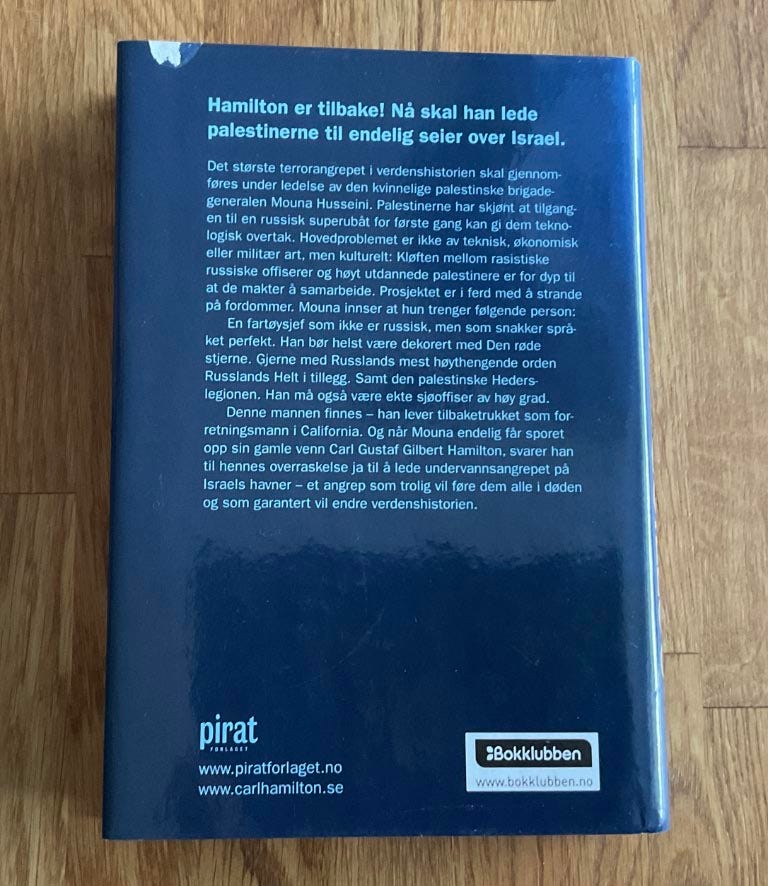 Hamilton er tilbake! Nå skal han lede
palestinerne til endelig seier over Israel.
Det største terrorangrepet i verdenshistorien skal gjennom-
føres under ledelse av den kvinnelige palestinske brigade-
generalen Mouna Husseini. Palestinerne har skjønt at tilgang-
en til en russisk superubåt for første gang kan gi dem tekno-
logisk overtak. Hovedproblemet er ikke av teknisk, økonomisk
eller militær art, men kulturelt: Kløften mellom rasistiske
russiske offiserer og høyt utdannede palestinere er for dyp til
at de makter å samarbeide. Prosjektet er i ferd med å strande
på fordommer. Mouna innser at hun trenger følgende person:
En fartøysjef som ikke er russisk, men som snakker språ-
ket perfekt. Han bør helst være dekorert med Den røde
stjerne. Gjerne med Russlands mest høythengende orden
Russlands Helt i tillegg. Samt den palestinske Heders-
legionen. Han må også være ekte sjøoffiser av høy grad.
Denne mannen finnes – han lever tilbaketrukket som for-
retningsmann i California. Og når Mouna endelig får sporet
opp sin gamle venn Carl Gustaf Gilbert Hamilton, svarer han
til hennes overraskelse ja til å lede undervannsangrepet på
Israels havner – et angrep som trolig vil føre dem alle i døden
og som garantert vil endre verdenshistorien.
pirat
FORLAGET
www.piratforlaget.no
www.carlhamilton.se
Bokklubben
www.bokklubben.no